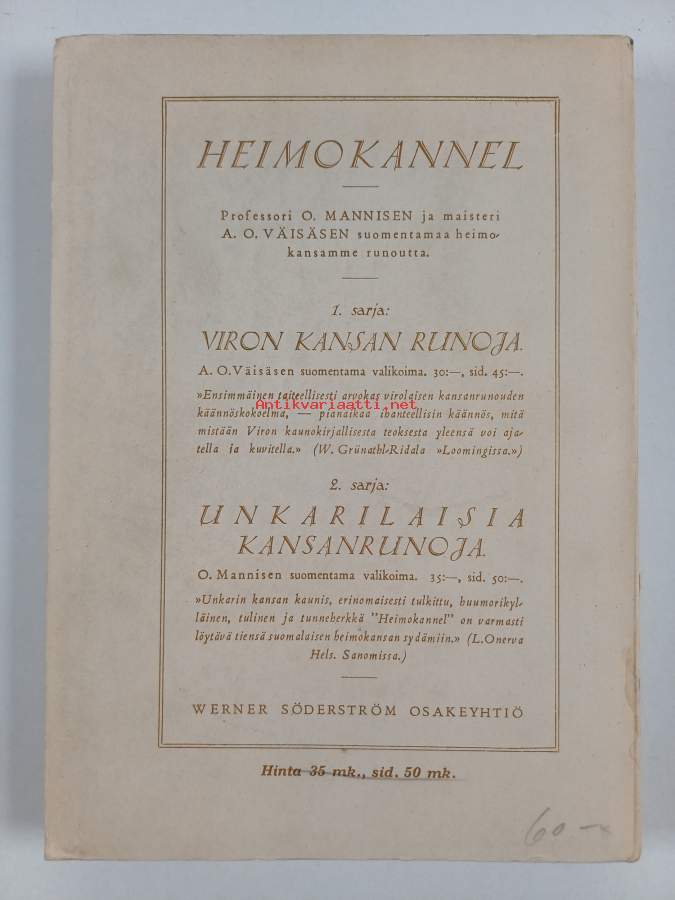 HEIMOKANNEL
Professori O. MANNISEN ja maisteri
A. O. VÄISÄSEN suomentamaa heimo-
kansamme runoutta.
1. sarja:
VIRON KANSAN RUNOJA.
A. O. Väisäsen suomentama valikoima. 30:—, sid. 45:—.
»Ensimmäinen taiteellisesti arvokas virolaisen kansanrunouden
Antikvariaatti.net
käännöskokoelma, — pianaikaa ihanteellisin käännös, mitä
mistään Viron kaunokirjallisesta teoksesta yleensä voi aja-
tella ja kuvitella.» (W. Grünathl-Ridala »Loomingissa.»)
2. sarja:
UNKARILAISIA
KANSANRUNOJA.
O. Mannisen suomentama valikoima. 35:—, sid. 50:—.
»Unkarin kansan kaunis, erinomaisesti tulkittu, huumorikyl-
läinen, tulinen ja tunneherkkä "Heimokannel" on varmasti
löytävä tiensä suomalaisen heimokansan sydämiin.» (L. Onerva
Hels. Sanomissa.)
WERNER SÖDERSTRÖM OSAKEYHTIÖ
Hinta 35 mk., sid. 50 mk.
60-